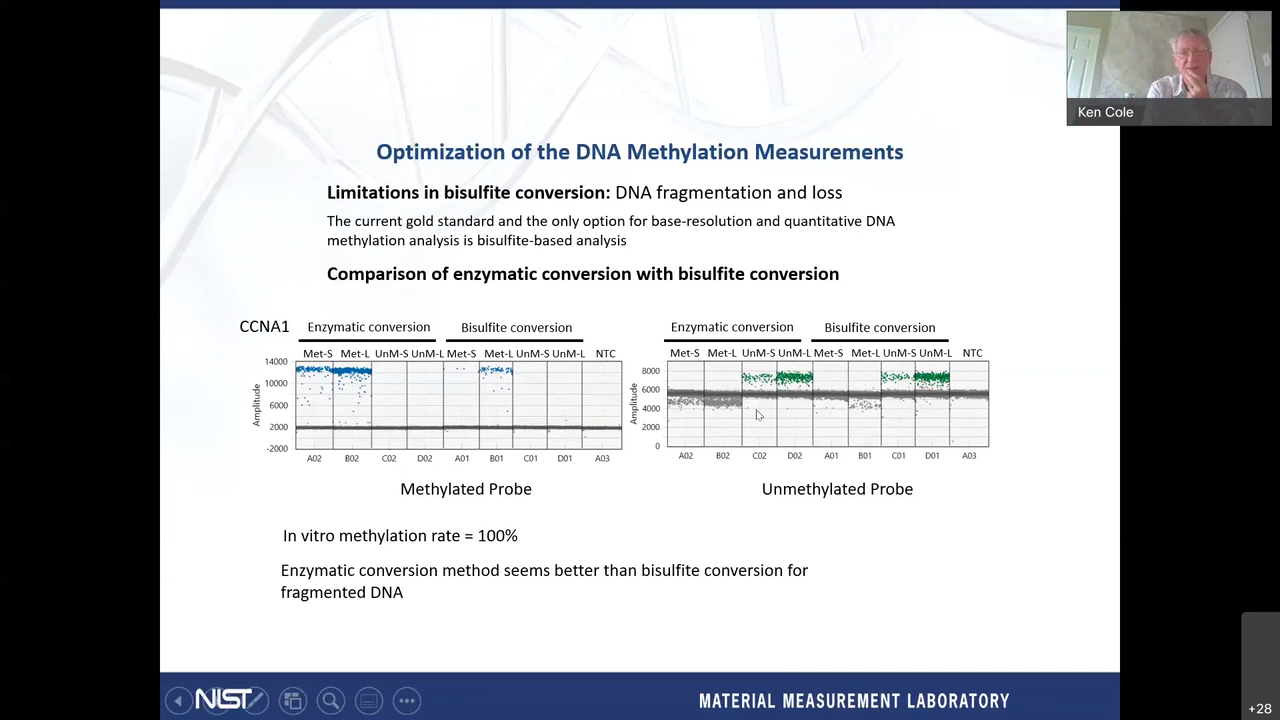 Ken Cole
Optimization of the DNA Methylation Measurements
Limitations in bisulfite conversion: DNA fragmentation and loss
The current gold standard and the only option for base-resolution and quantitative DNA
methylation analysis is bisulfite-based analysis
Comparison of enzymatic conversion with bisulfite conversion
CCNA1
Enzymatic conversion Bisulfite conversion
Met-S Met-L UnM-S UnM-L Met-S Met-L UnM-S UnM-L NTC
14000
10000
6000
2000
-2000
Amplitude
A02 B02 C02 D02 A01 B01 C01 D01 A03
Methylated Probe
Enzymatic conversion Bisulfite conversion
Met-S Met-L UnM-S UnM-L Met-S Met-L UnM-S UnM-L NTC
8000
6000
4000
2000
0
Amplitude
A02 B02 C02 D02 A01 B01 C01 D01 A03
Unmethylated Probe
In vitro methylation rate = 100%
Enzymatic conversion method seems better than bisulfite conversion for
fragmented DNA
NIST
MATERIAL MEASUREMENT LABORATORY
+28